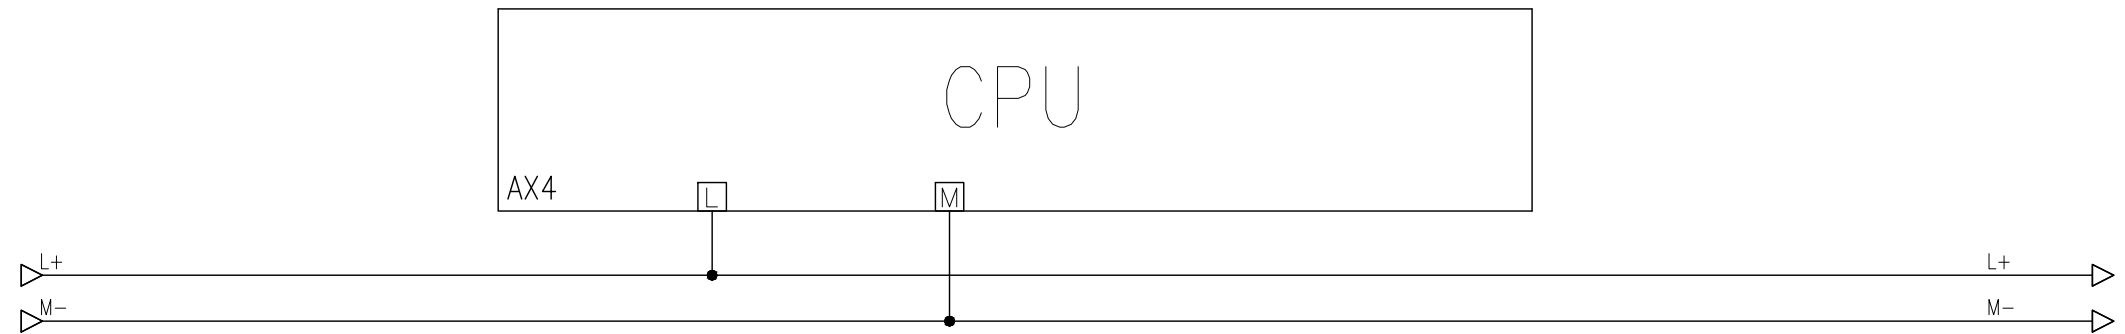 CPU
AX4
L
M
L+ L+
M- M-